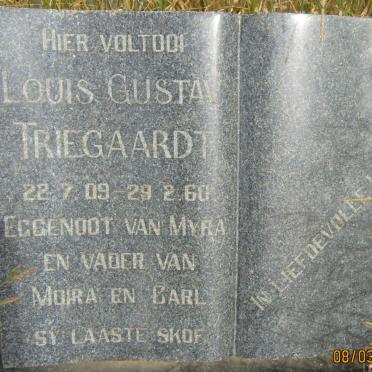 HIER VOLTOOI
LOUIS GUSTAV
TRIEGAARDT
22.7.09-29.2.60
EGGENOOT VAN MYRA
EN VADER VAN
MOIRA EN CARL
SY LAASTE SKOF
IN LIEFDEVOLLE
08/03